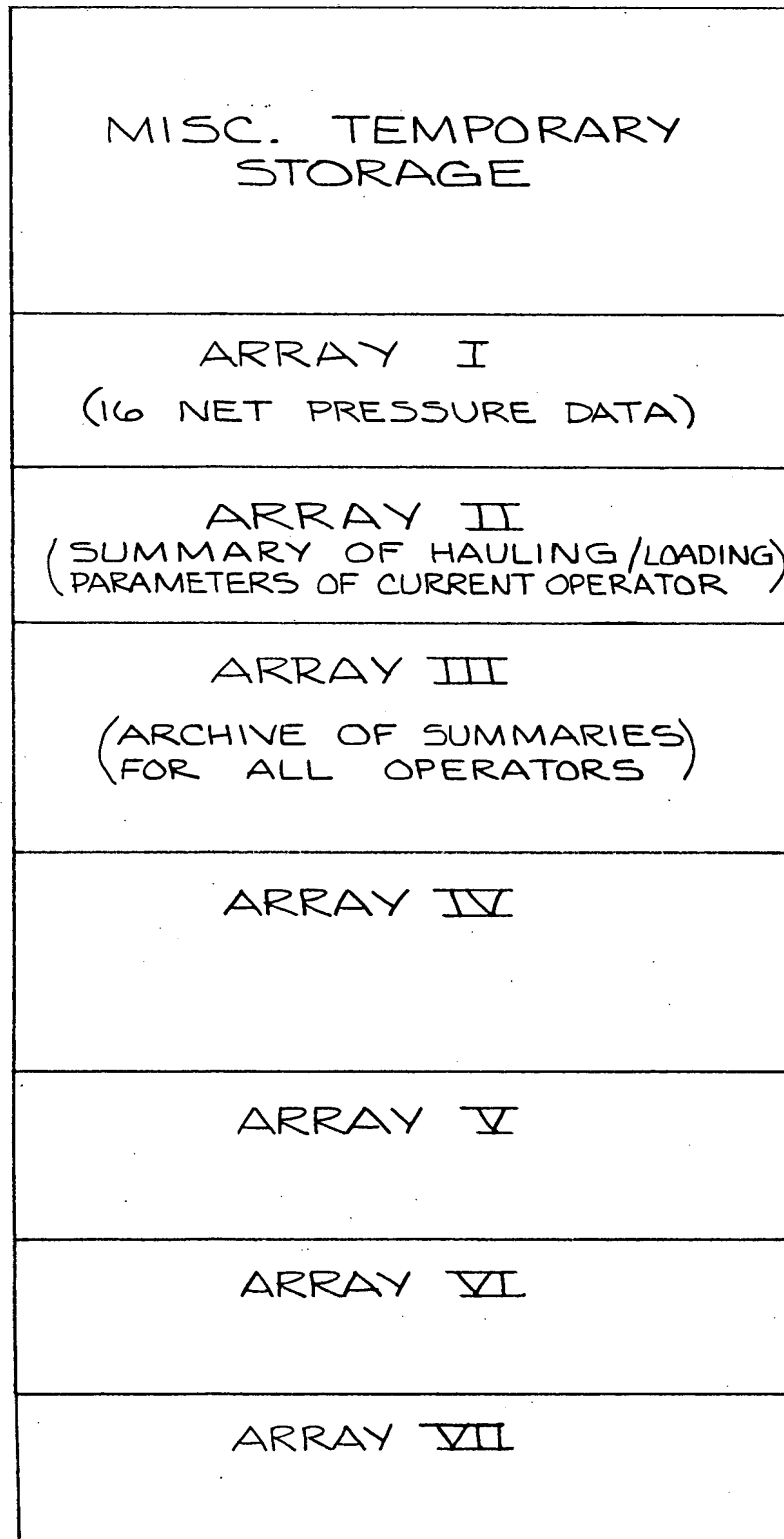 MISC. TEMPORARY
STORAGE
ARRAY I
(16 NET PRESSURE DATA)
ARRAY II
(SUMMARY OF HAULING/LOADING)
PARAMETERS OF CURRENT OPERATOR
ARRAY III
(ARCHIVE OF SUMMARIES)
FOR ALL OPERATORS
ARRAY IV
ARRAY V
ARRAY VI
ARRAY VII